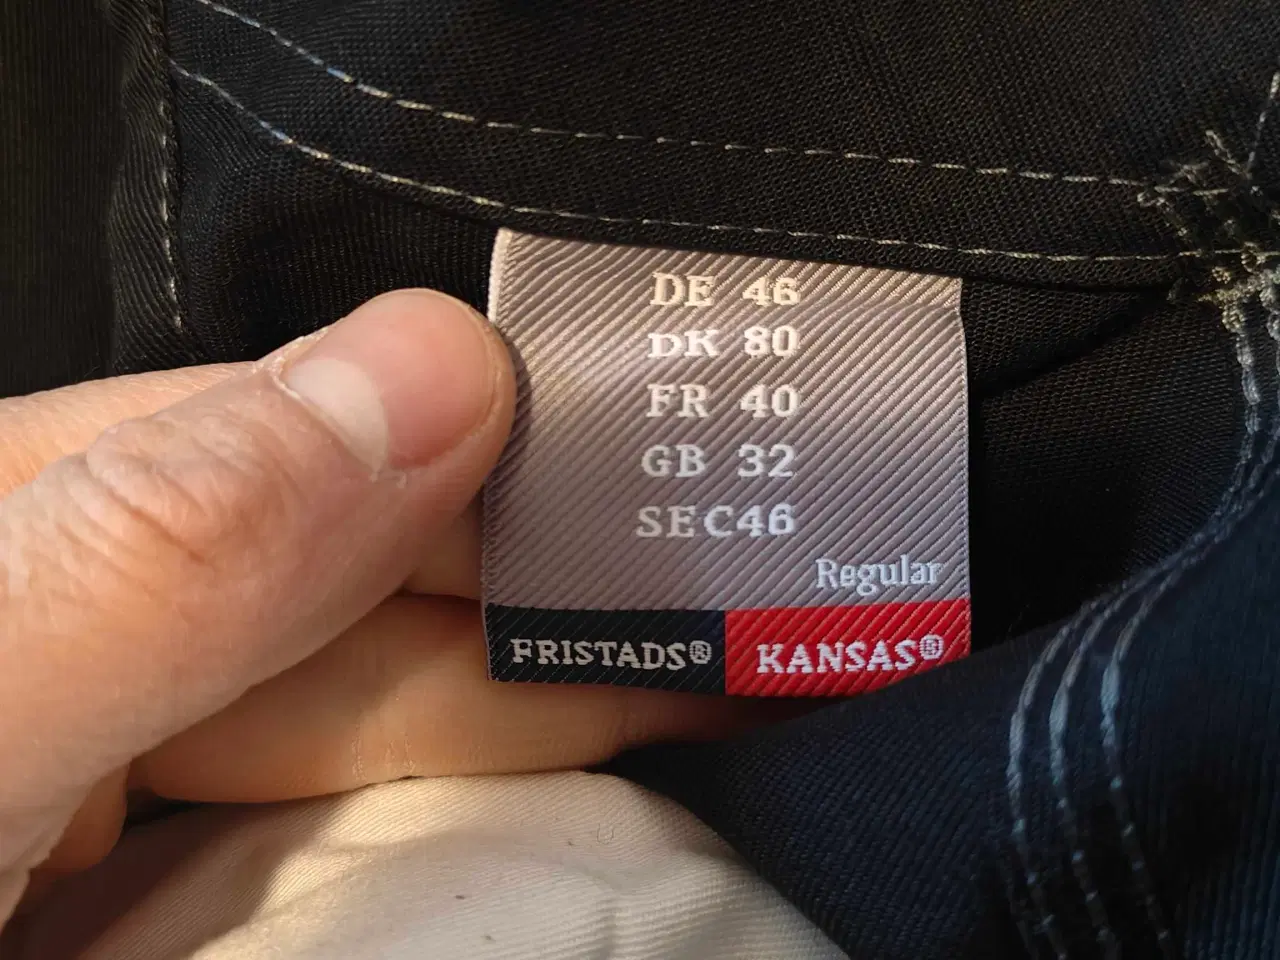 DE 46
DK 80
FR 40
GB 32
SE C46
Regular
FRISTADS® KANSAS®